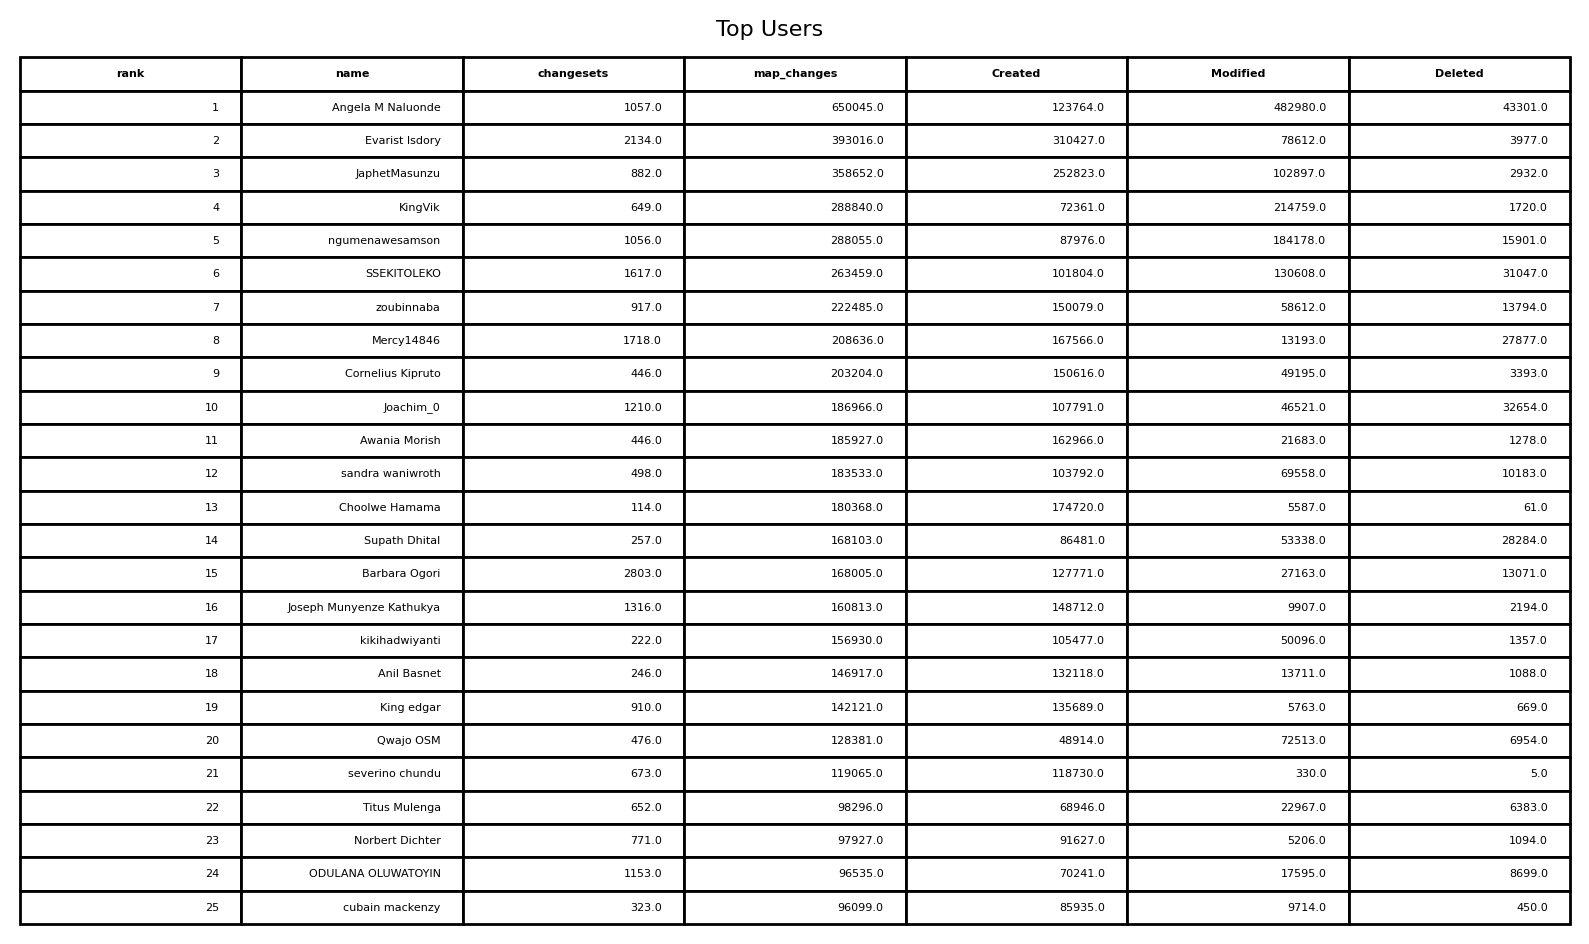 Top Users
rank name changesets map_changes Created Modified Deleted
1 Angela M Naluonde 1057.0 650045.0 123764.0 482980.0 43301.0
2 Evarist Isdory 2134.0 393016.0 310427.0 78612.0 3977.0
3 JaphetMasunzu 882.0 358652.0 252823.0 102897.0 2932.0
4 KingVik 649.0 288840.0 72361.0 214759.0 1720.0
5 ngumenawesamson 1056.0 288055.0 87976.0 184178.0 15901.0
6 SSEKITOLEKO 1617.0 263459.0 101804.0 130608.0 31047.0
7 zoubinnaba 917.0 222485.0 150079.0 58612.0 13794.0
8 Mercy14846 1718.0 208636.0 167566.0 13193.0 27877.0
9 Cornelius Kipruto 446.0 203204.0 150616.0 49195.0 3393.0
10 Joachim_0 1210.0 186966.0 107791.0 46521.0 32654.0
11 Awania Morish 446.0 185927.0 162966.0 21683.0 1278.0
12 sandra waniwroth 498.0 183533.0 103792.0 69558.0 10183.0
13 Choolwe Hamama 114.0 180368.0 174720.0 5587.0 61.0
14 Supath Dhital 257.0 168103.0 86481.0 53338.0 28284.0
15 Barbara Ogori 2803.0 168005.0 127771.0 27163.0 13071.0
16 Joseph Munyenze Kathukya 1316.0 160813.0 148712.0 9907.0 2194.0
17 kikihadwiyanti 222.0 156930.0 105477.0 50096.0 1357.0
18 Anil Basnet 246.0 146917.0 132118.0 13711.0 1088.0
19 King edgar 910.0 142121.0 135689.0 5763.0 669.0
20 Qwajo OSM 476.0 128381.0 48914.0 72513.0 6954.0
21 severino chundu 673.0 119065.0 118730.0 330.0 5.0
22 Titus Mulenga 652.0 98296.0 68946.0 22967.0 6383.0
23 Norbert Dichter 771.0 97927.0 91627.0 5206.0 1094.0
24 ODULANA OLUWATOYIN 1153.0 96535.0 70241.0 17595.0 8699.0
25 cubain mackenzy 323.0 96099.0 85935.0 9714.0 450.0